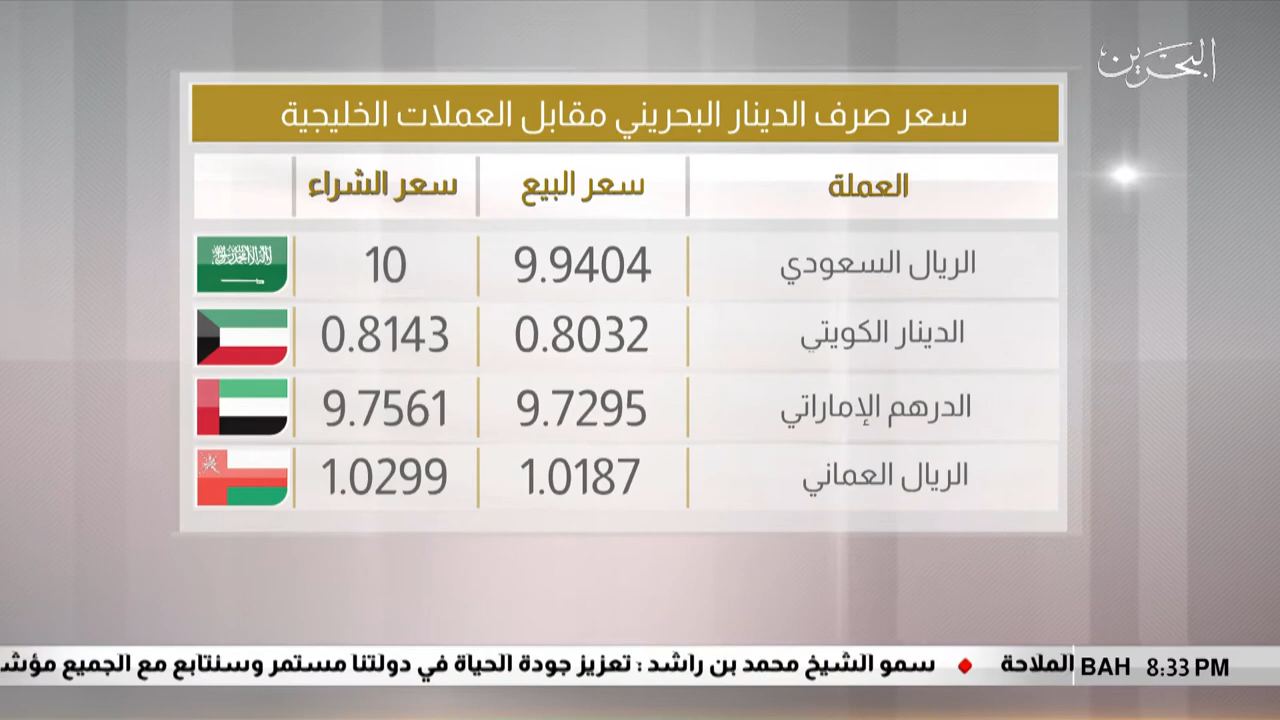 البحرين
سعر صرف الدينار البحريني مقابل العملات الخليجية
العملة سعر البيع سعر الشراء
الريال السعودي 9.9404 10
الدينار الكويتي 0.8032 0.8143
الدرهم الإماراتي 9.7295 9.7561
الريال العماني 1.0187 1.0299
BAH 8:33 PM
الملاحة ♦ سمو الشيخ محمد بن راشد : تعزيز جودة الحياة في دولتنا مستمر وسنتابع مع الجميع مؤش